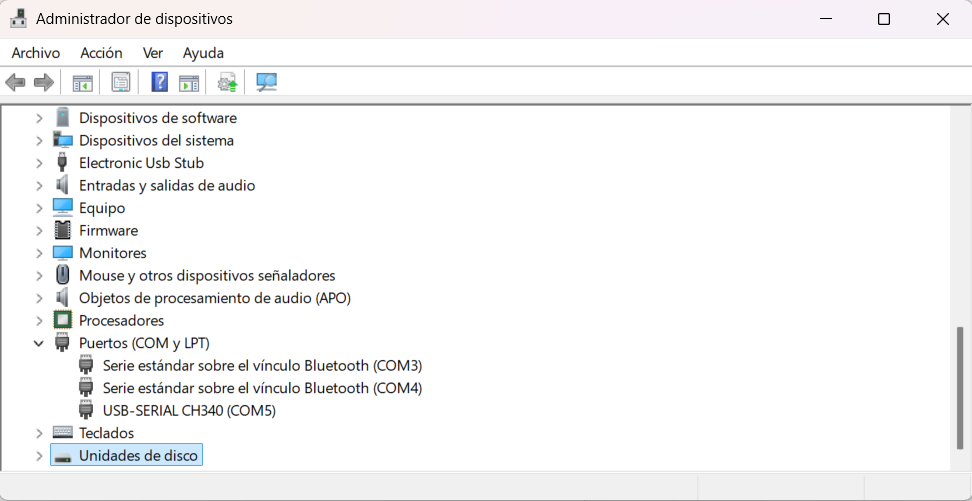 Administrador de dispositivos
Archivo Acción Ver Ayuda
Dispositivos de software
Dispositivos del sistema
Electronic Usb Stub
Entradas y salidas de audio
Equipo
Firmware
Monitores
Mouse y otros dispositivos señaladores
Objetos de procesamiento de audio (APO)
Procesadores
Puertos (COM y LPT)
Serie estándar sobre el vínculo Bluetooth (COM3)
Serie estándar sobre el vínculo Bluetooth (COM4)
USB-SERIAL CH340 (COM5)
Teclados
Unidades de disco